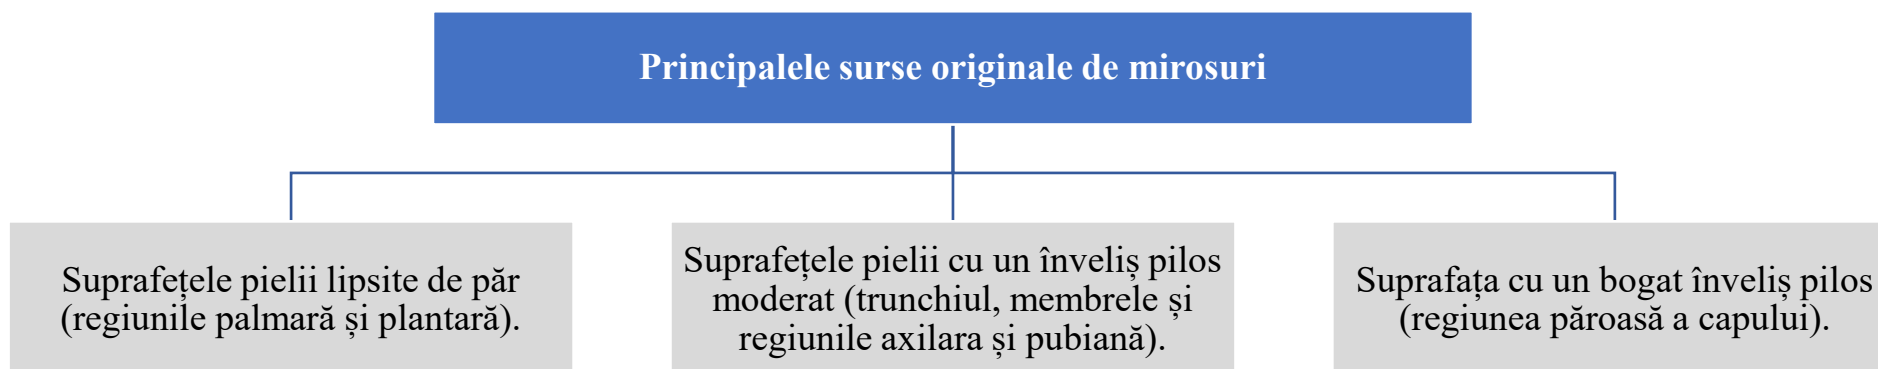 Principalele surse originale de mirosuri
Suprafețele pielii lipsite de păr
(regiunile palmară și plantară).
Suprafețele pielii cu un înveliș pilos
moderat (trunchiul, membrele și
regiunile axilara și pubiană).
Suprafața cu un bogat înveliș pilos
(regiunea păroasă a capului).